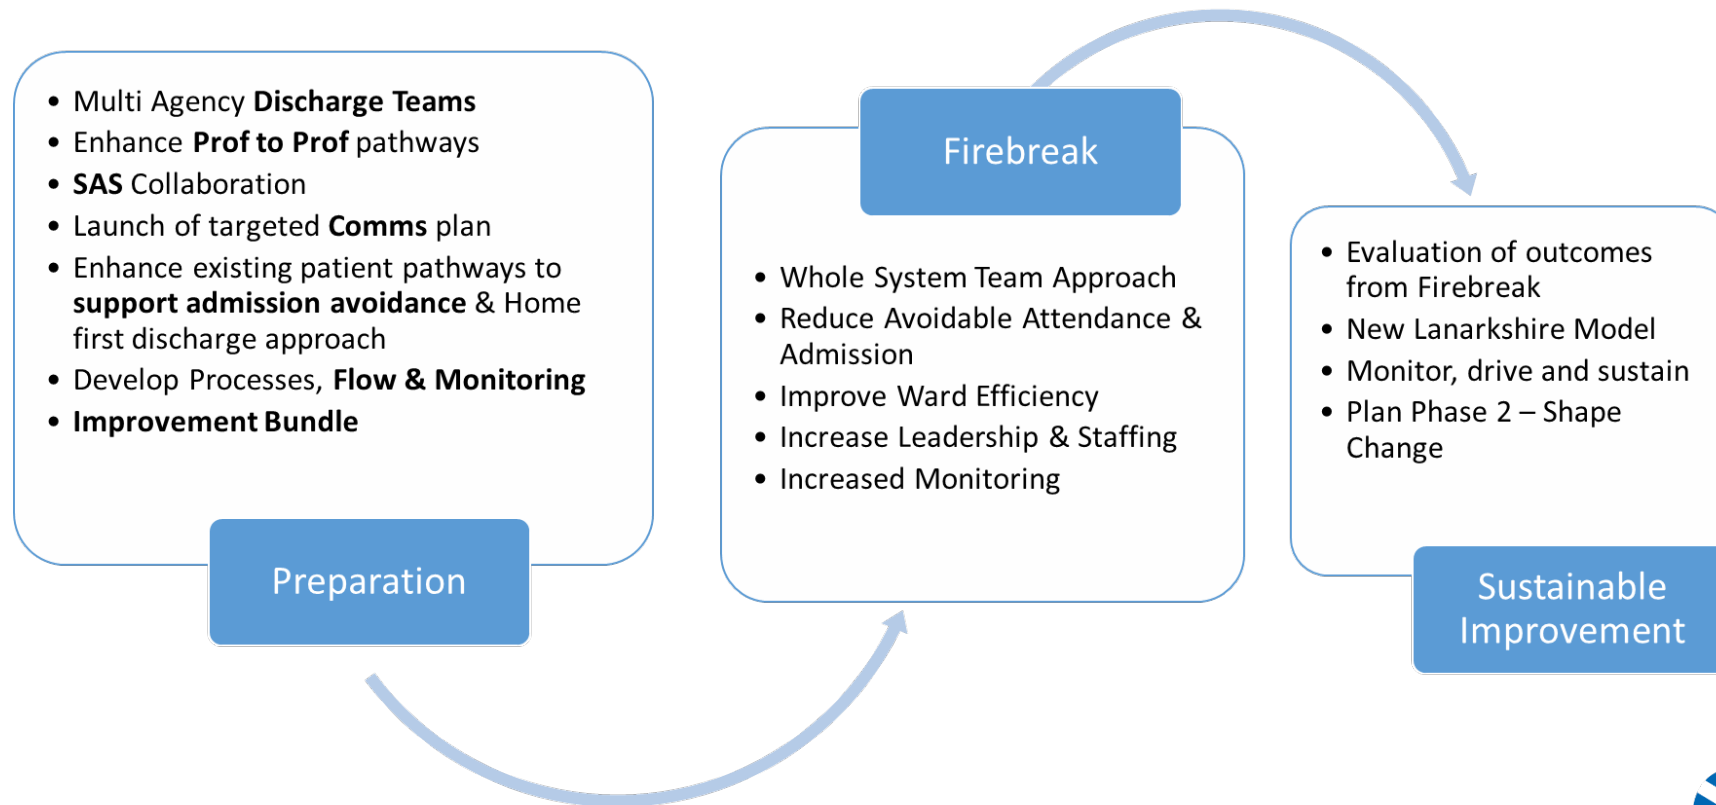 • Multi Agency Discharge Teams
• Enhance Prof to Prof pathways
• SAS Collaboration
• Launch of targeted Comms plan
• Enhance existing patient pathways to
support admission avoidance & Home
first discharge approach
• Develop Processes, Flow & Monitoring
• Improvement Bundle
Preparation
Firebreak
• Whole System Team Approach
• Reduce Avoidable Attendance &
Admission
• Improve Ward Efficiency
• Increase Leadership & Staffing
• Increased Monitoring
• Evaluation of outcomes
from Firebreak
• New Lanarkshire Model
• Monitor, drive and sustain
• Plan Phase 2 – Shape
Change
Sustainable
Improvement